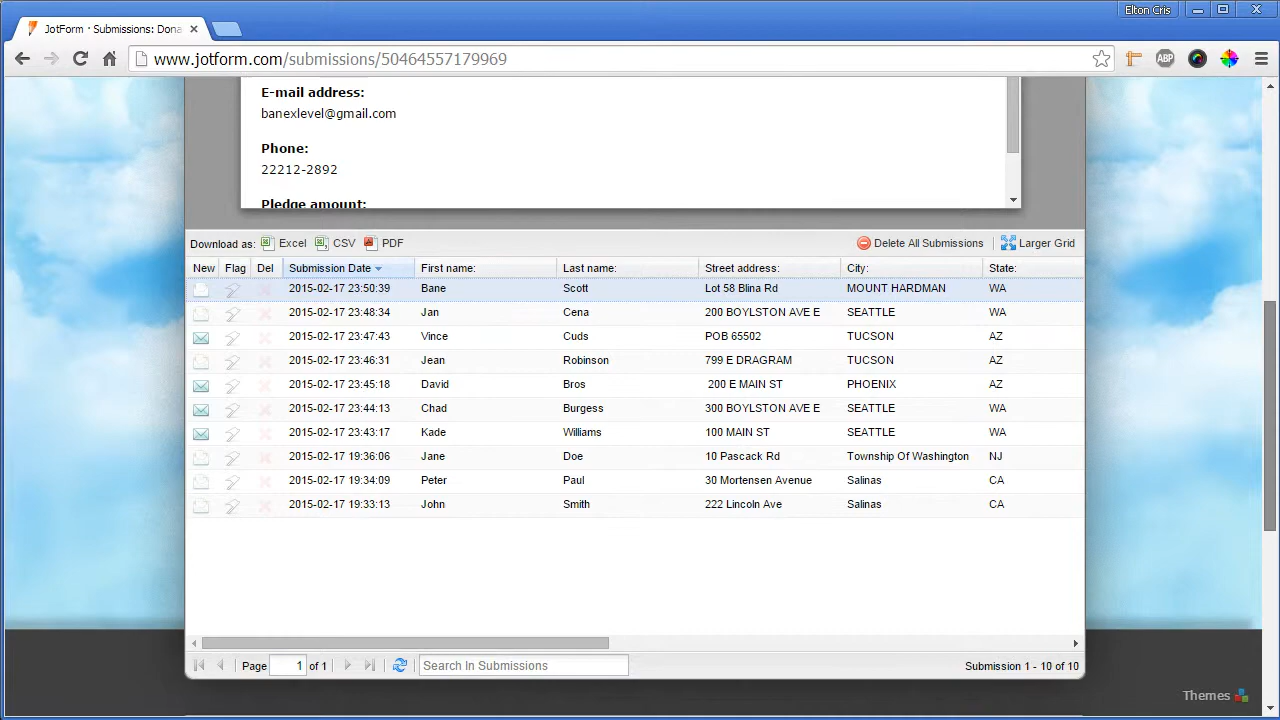 Elton Cris
JotForm · Submissions: Dona
www.jotform.com/submissions/50464557179969
ABP
E-mail address:
banexlevel@gmail.com
Phone:
22212-2892
Pledge amount:
Download as: Excel CSV PDF Delete All Submissions Larger Grid
New Flag Del Submission Date First name: Last name: Street address: City: State:
2015-02-17 23:50:39 Bane Scott Lot 58 Blina Rd MOUNT HARDMAN WA
2015-02-17 23:48:34 Jan Cena 200 BOYLSTON AVE E SEATTLE WA
2015-02-17 23:47:43 Vince Cuds POB 65502 TUCSON AZ
2015-02-17 23:46:31 Jean Robinson 799 E DRAGRAM TUCSON AZ
2015-02-17 23:45:18 David Bros 200 E MAIN ST PHOENIX AZ
2015-02-17 23:44:13 Chad Burgess 300 BOYLSTON AVE E SEATTLE WA
2015-02-17 23:43:17 Kade Williams 100 MAIN ST SEATTLE WA
2015-02-17 19:36:06 Jane Doe 10 Pascack Rd Township Of Washington NJ
2015-02-17 19:34:09 Peter Paul 30 Mortensen Avenue Salinas CA
2015-02-17 19:33:13 John Smith 222 Lincoln Ave Salinas CA
Page 1 of 1 Search In Submissions Submission 1 - 10 of 10
Themes